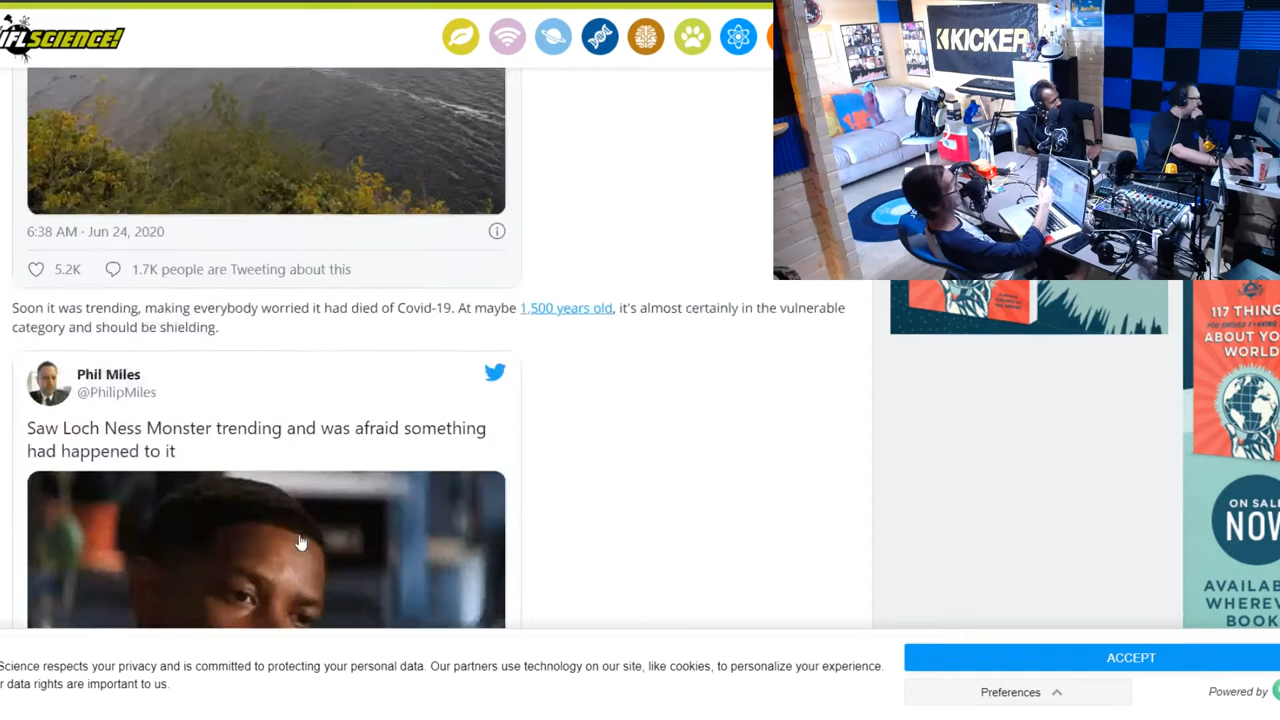 IFLSCIENCE!
KICKER
6:38 AM - Jun 24, 2020
5.2K 1.7K people are Tweeting about this
Soon it was trending, making everybody worried it had died of Covid-19. At maybe 1,500 years old, it's almost certainly in the vulnerable
category and should be shielding.
Phil Miles
@PhilipMiles
Saw Loch Ness Monster trending and was afraid something
had happened to it
117 THING
ABOUT YO
WORLD
ON SAL
NOW
AVAILAB
WHEREV
BOOK
Science respects your privacy and is committed to protecting your personal data. Our partners use technology on our site, like cookies, to personalize your experience.
r data rights are important to us.
ACCEPT
Preferences
Powered by